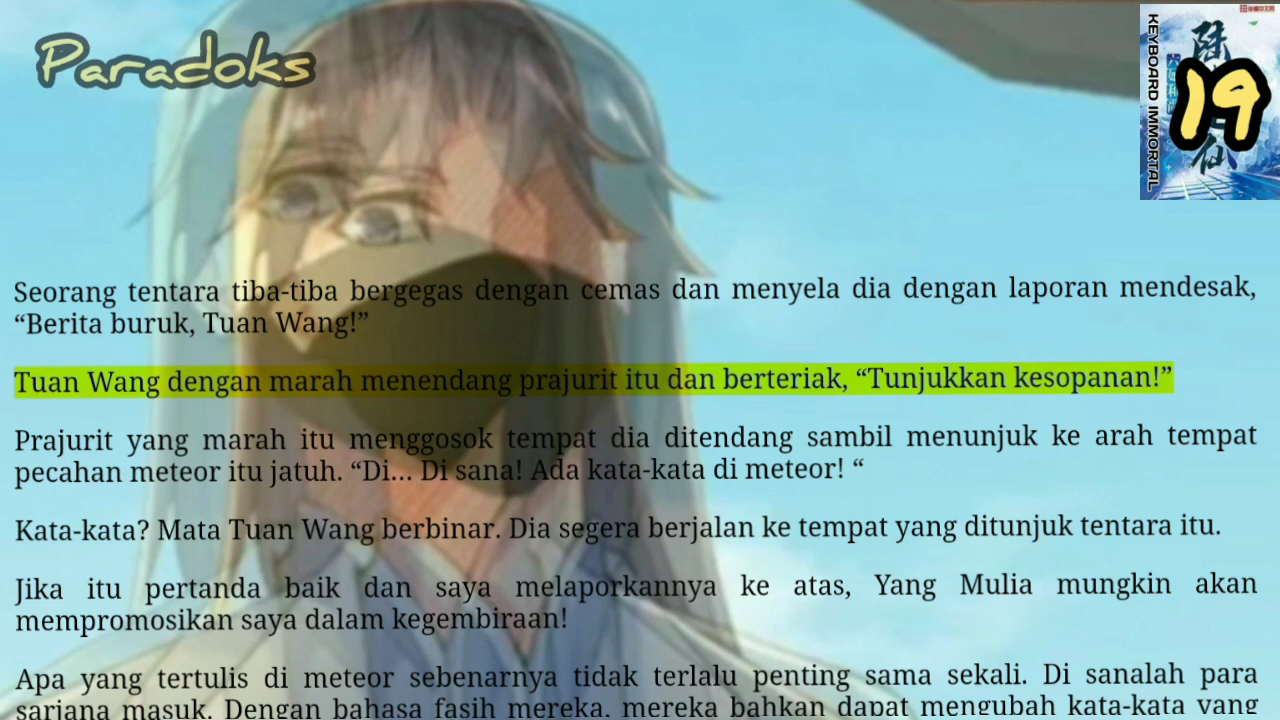 Paradoks
KEYBOARD IMMORTAL
19
仙
Seorang tentara tiba-tiba bergegas dengan cemas dan menyela dia dengan laporan mendesak,
“Berita buruk, Tuan Wang!”
Tuan Wang dengan marah menendang prajurit itu dan berteriak, “Tunjukkan kesopanan!”
Prajurit yang marah itu menggosok tempat dia ditendang sambil menunjuk ke arah tempat
pecahan meteor itu jatuh. “Di... Di sana! Ada kata-kata di meteor! “
Kata-kata? Mata Tuan Wang berbinar. Dia segera berjalan ke tempat yang ditunjuk tentara itu.
Jika itu pertanda baik dan saya melaporkannya ke atas, Yang Mulia mungkin akan
mempromosikan saya dalam kegembiraan!
Apa yang tertulis di meteor sebenarnya tidak terlalu penting sama sekali. Di sanalah para
sarjana masuk. Dengan bahasa fasih mereka, mereka bahkan dapat mengubah kata-kata yang